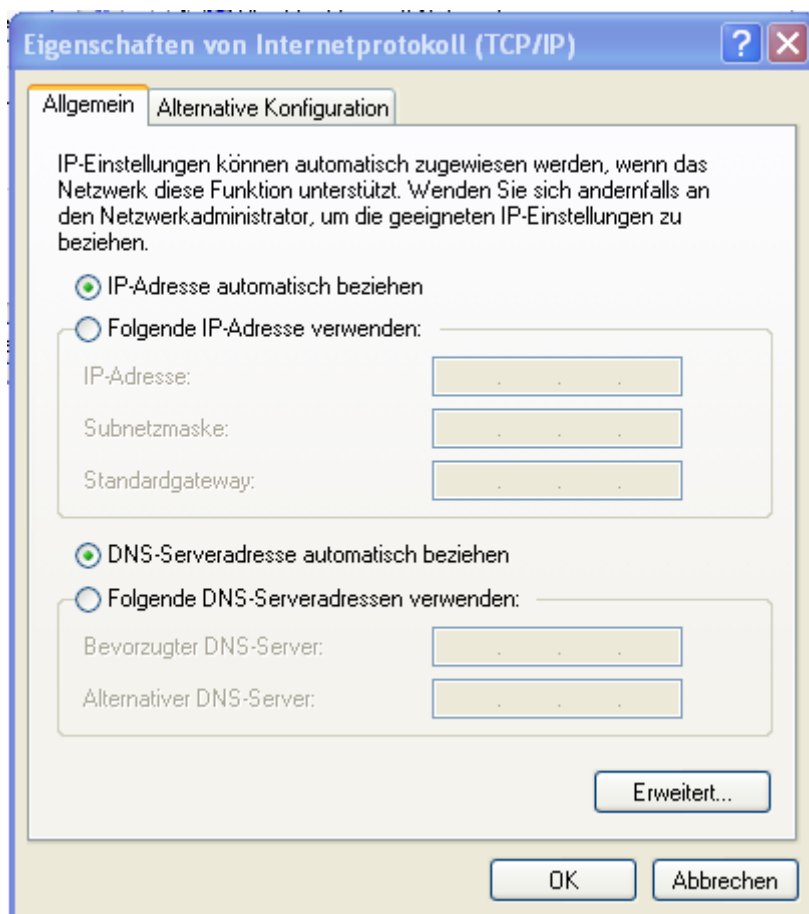 Eigenschaften von Internetprotokoll (TCP/IP)
Allgemein
Alternative Konfiguration
IP-Einstellungen können automatisch zugewiesen werden, wenn das
Netzwerk diese Funktion unterstützt. Wenden Sie sich andernfalls an
den Netzwerkadministrator, um die geeigneten IP-Einstellungen zu
beziehen.
IP-Adresse automatisch beziehen
Folgende IP-Adresse verwenden:
IP-Adresse:
Subnetzmaske:
Standardgateway:
DNS-Serveradresse automatisch beziehen
Folgende DNS-Serveradressen verwenden:
Bevorzugter DNS-Server:
Alternativer DNS-Server:
Erweitert...
OK
Abbrechen